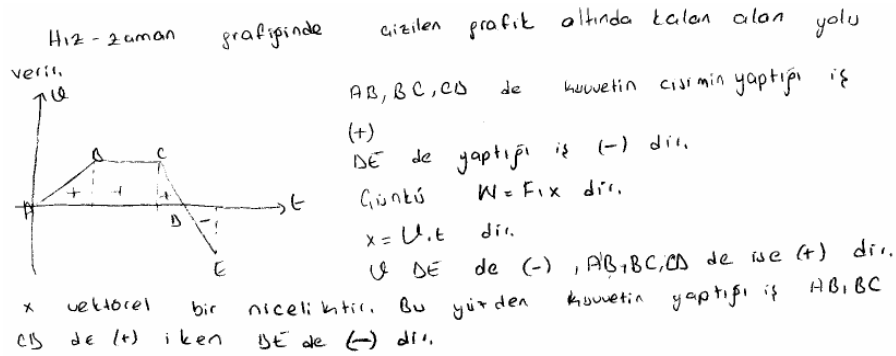 Hız-zaman grafiğinde çizilen grafik altında kalan alan yolu
verir.
AB, BC, CD de kuvvetin cisimin yaptığı iş
(+)
DE de yaptığı iş (-) dir.
Çünkü W = F.x dir.
x = V.t dir.
V DE de (-), AB,BC,CD de ise (+) dir.
x vektörel bir niceliktir. Bu yüzden kuvvetin yaptığı iş AB, BC
CD de (+) iken DE de (-) dir.
V
B C
+ + +
A t
D -
E